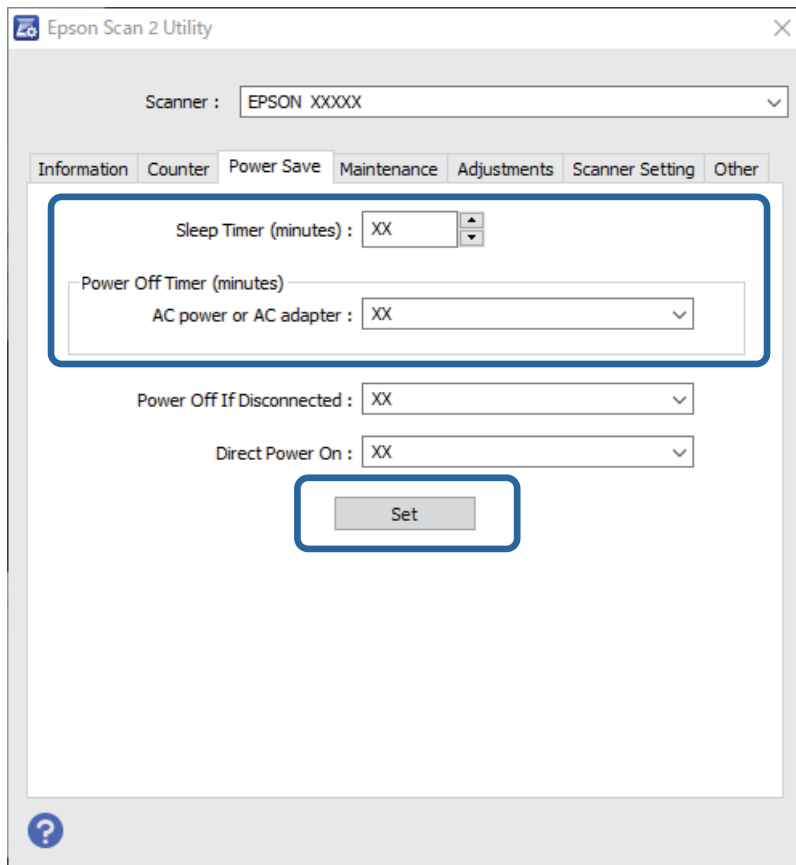 Epson Scan 2 Utility
Scanner : EPSON XXXXX
Information Counter Power Save Maintenance Adjustments Scanner Setting Other
Sleep Timer (minutes) : XX
Power Off Timer (minutes)
AC power or AC adapter : XX
Power Off If Disconnected : XX
Direct Power On : XX
Set
?